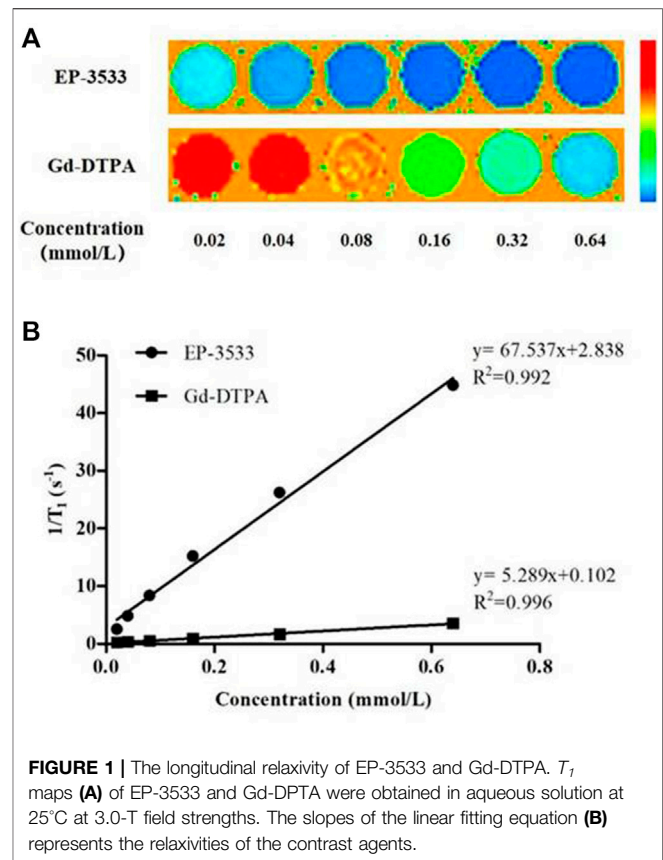 A
EP-3533
Gd-DTPA
Concentration
(mmol/L)
0.02 0.04 0.08 0.16 0.32 0.64
B
50
40
30
20
10
0
1/T₁ (s⁻¹)
EP-3533
Gd-DTPA
y= 67.537x+2.838
R²=0.992
y= 5.289x+0.102
R²=0.996
0.0 0.2 0.4 0.6 0.8
Concentration (mmol/L)
FIGURE 1 | The longitudinal relaxivity of EP-3533 and Gd-DTPA. T₁
maps (A) of EP-3533 and Gd-DPTA were obtained in aqueous solution at
25°C at 3.0-T field strengths. The slopes of the linear fitting equation (B)
represents the relaxivities of the contrast agents.